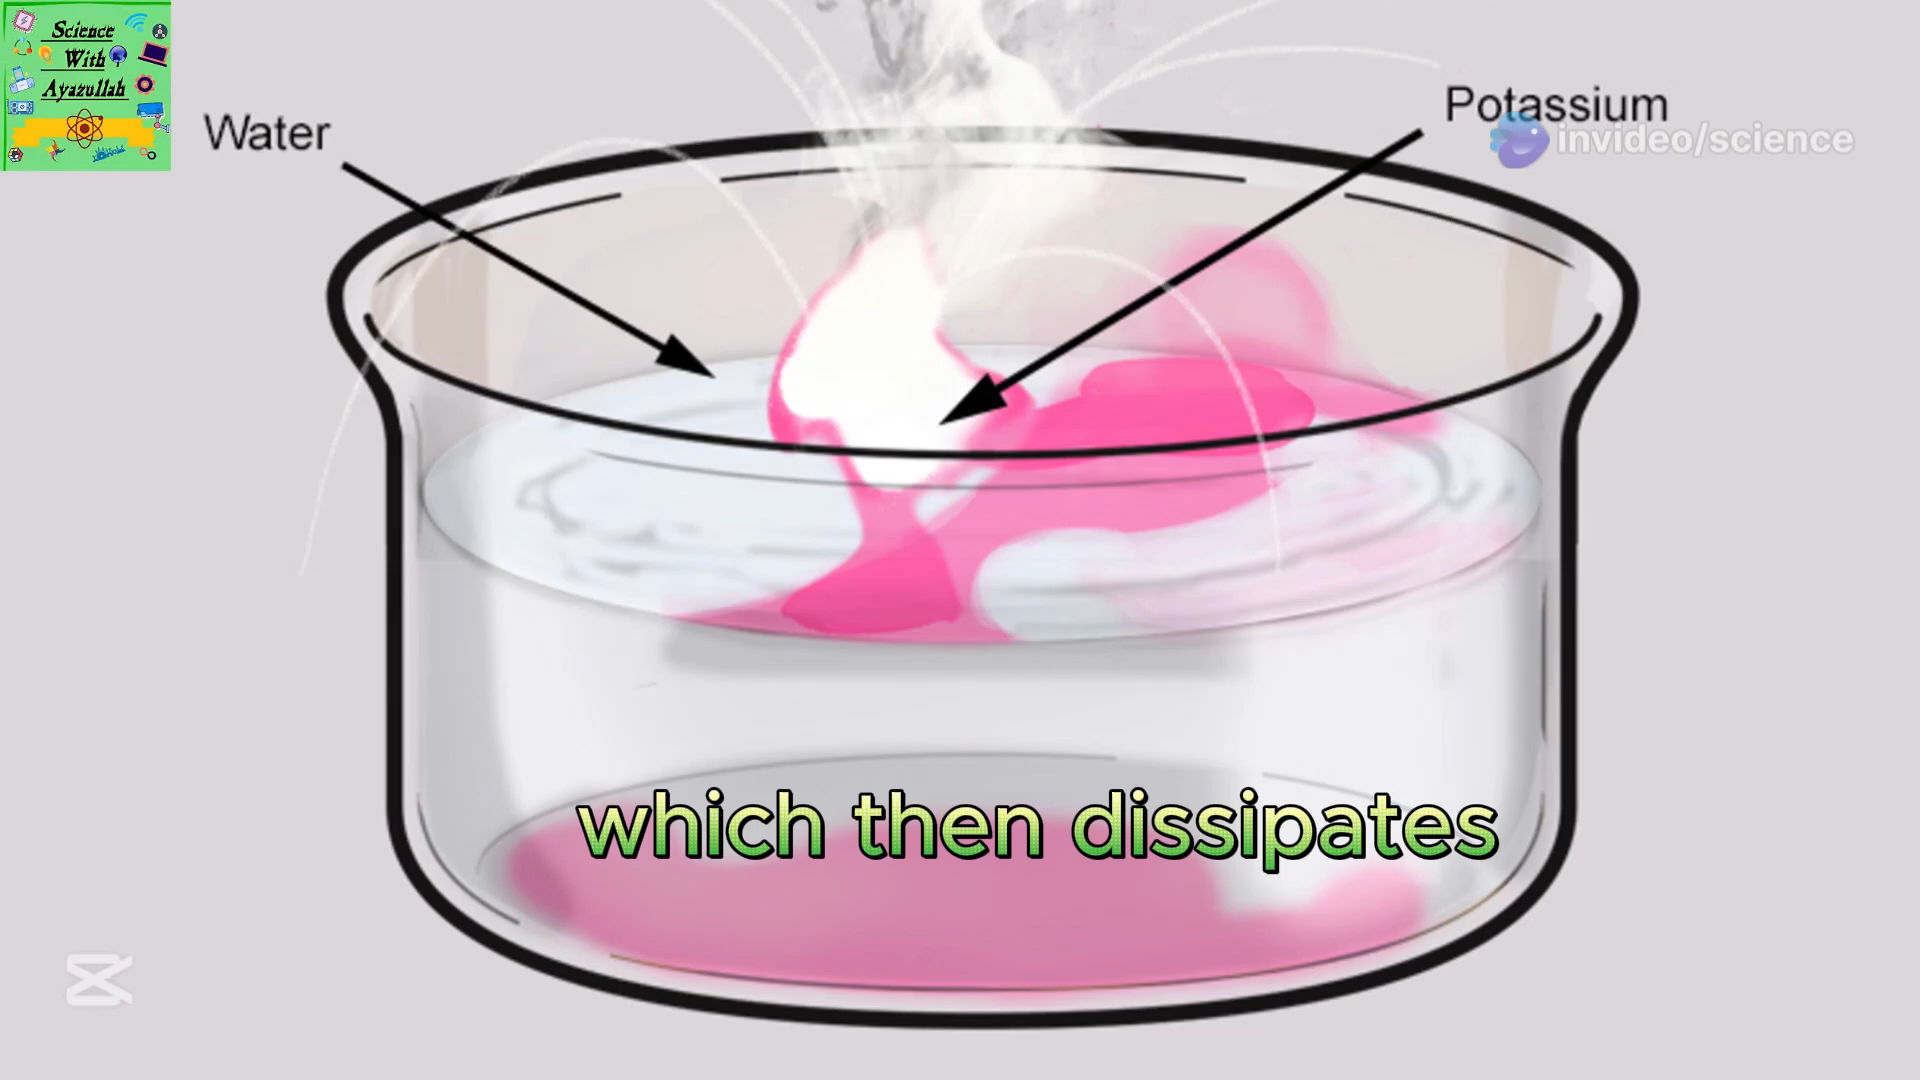 Science
With
Ayazullah
Water
Potassium
invideo/science
which then dissipates